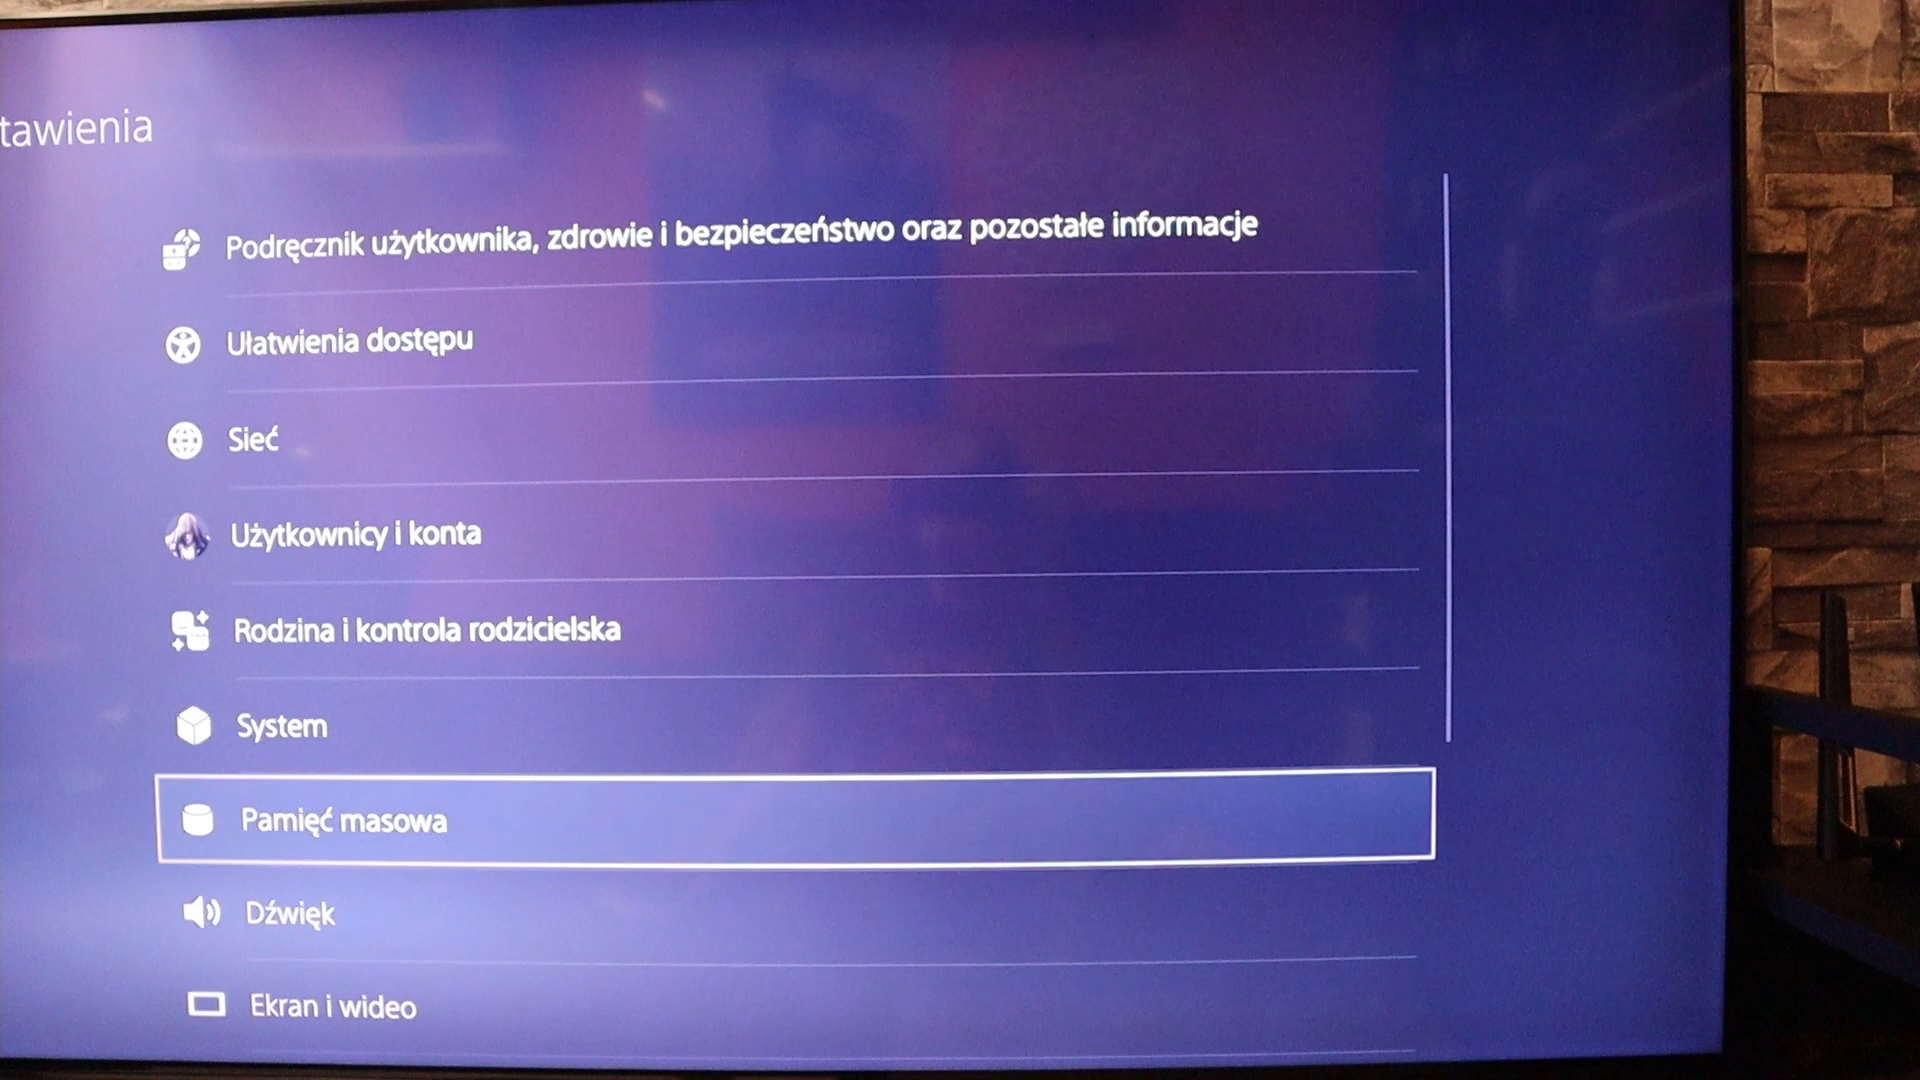 tawienia
Podręcznik użytkownika, zdrowie i bezpieczeństwo oraz pozostałe informacje
Ułatwienia dostępu
Sieć
Użytkownicy i konta
Rodzina i kontrola rodzicielska
System
Pamięć masowa
Dźwięk
Ekran i wideo